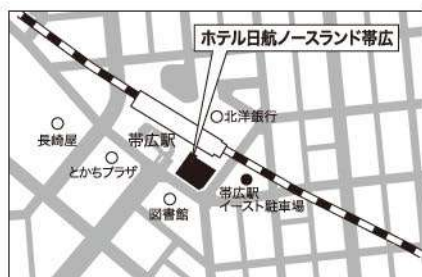 ホテル日航ノースランド帯広
北洋銀行
長崎屋
帯広駅
とかちプラザ
図書館
帯広駅
イースト駐車場